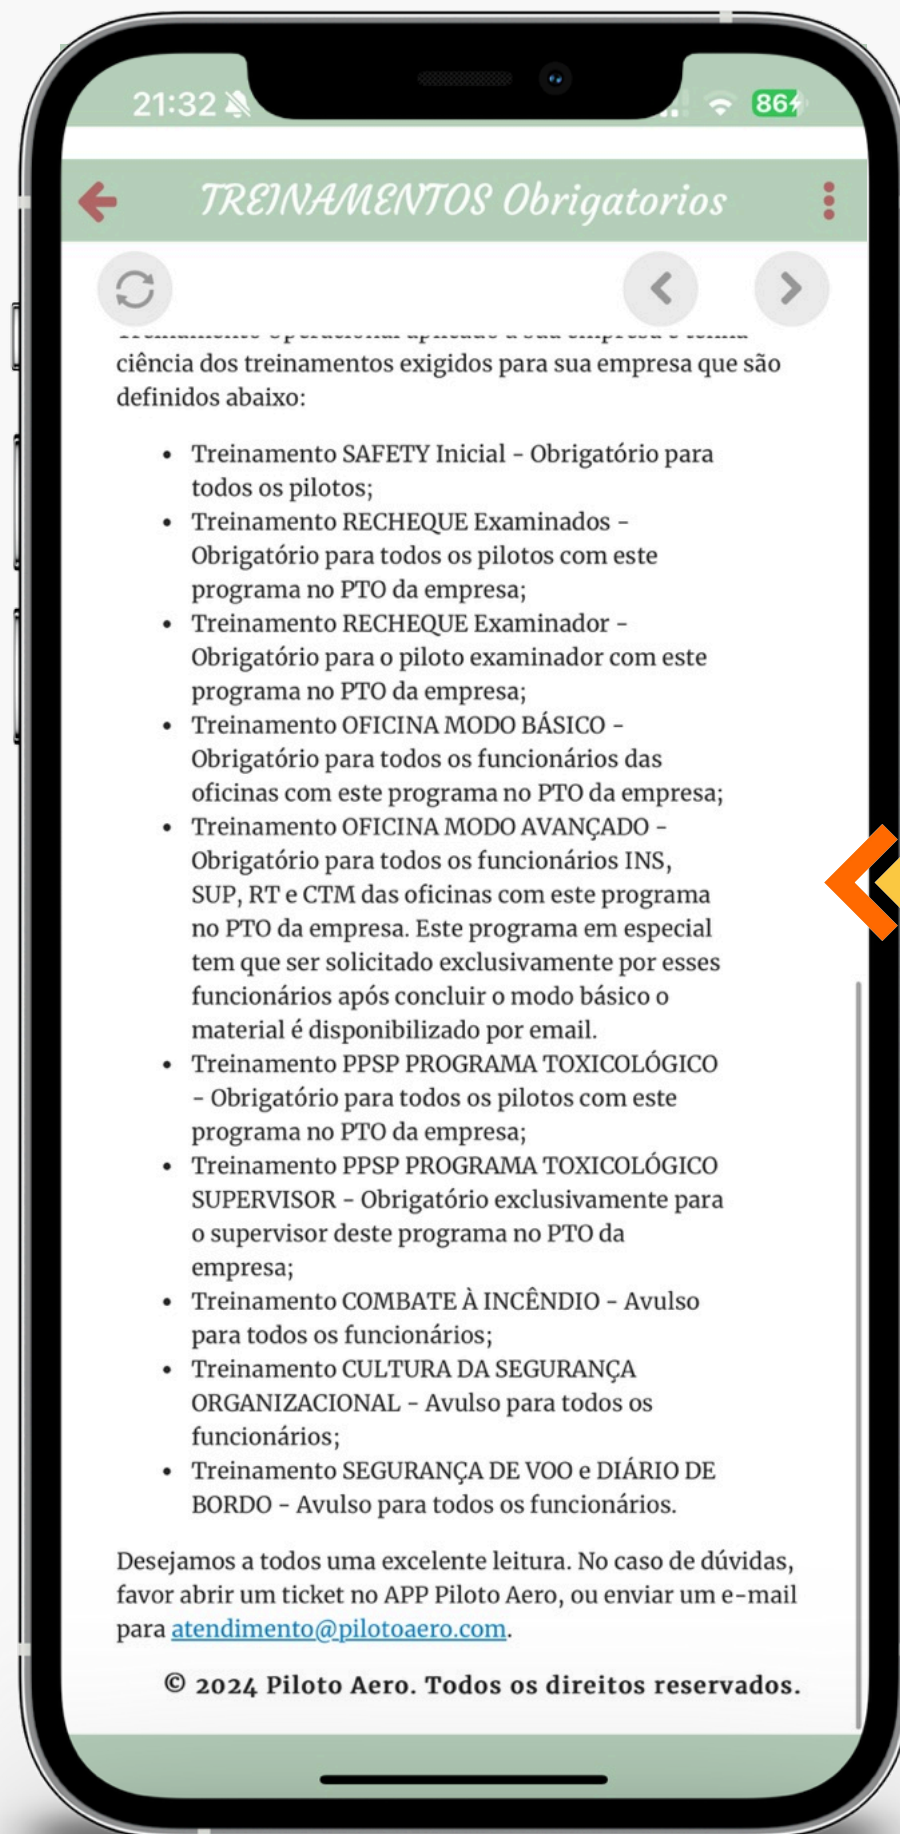 21:32
86
TREINAMENTOS Obrigatorios
Treinamento Operacional aplicado a sua empresa e tenha
ciência dos treinamentos exigidos para sua empresa que são
definidos abaixo:
• Treinamento SAFETY Inicial - Obrigatório para
todos os pilotos;
• Treinamento RECHEQUE Examinados -
Obrigatório para todos os pilotos com este
programa no PTO da empresa;
• Treinamento RECHEQUE Examinador -
Obrigatório para o piloto examinador com este
programa no PTO da empresa;
• Treinamento OFICINA MODO BÁSICO -
Obrigatório para todos os funcionários das
oficinas com este programa no PTO da empresa;
• Treinamento OFICINA MODO AVANÇADO -
Obrigatório para todos os funcionários INS,
SUP, RT e CTM das oficinas com este programa
no PTO da empresa. Este programa em especial
tem que ser solicitado exclusivamente por esses
funcionários após concluir o modo básico o
material é disponibilizado por email.
• Treinamento PPSP PROGRAMA TOXICOLÓGICO
- Obrigatório para todos os pilotos com este
programa no PTO da empresa;
• Treinamento PPSP PROGRAMA TOXICOLÓGICO
SUPERVISOR - Obrigatório exclusivamente para
o supervisor deste programa no PTO da
empresa;
• Treinamento COMBATE À INCÊNDIO - Avulso
para todos os funcionários;
• Treinamento CULTURA DA SEGURANÇA
ORGANIZACIONAL - Avulso para todos os
funcionários;
• Treinamento SEGURANÇA DE VOO e DIÁRIO DE
BORDO - Avulso para todos os funcionários.
Desejamos a todos uma excelente leitura. No caso de dúvidas,
favor abrir um ticket no APP Piloto Aero, ou enviar um e-mail
para atendimento@pilotoaero.com.
© 2024 Piloto Aero. Todos os direitos reservados.